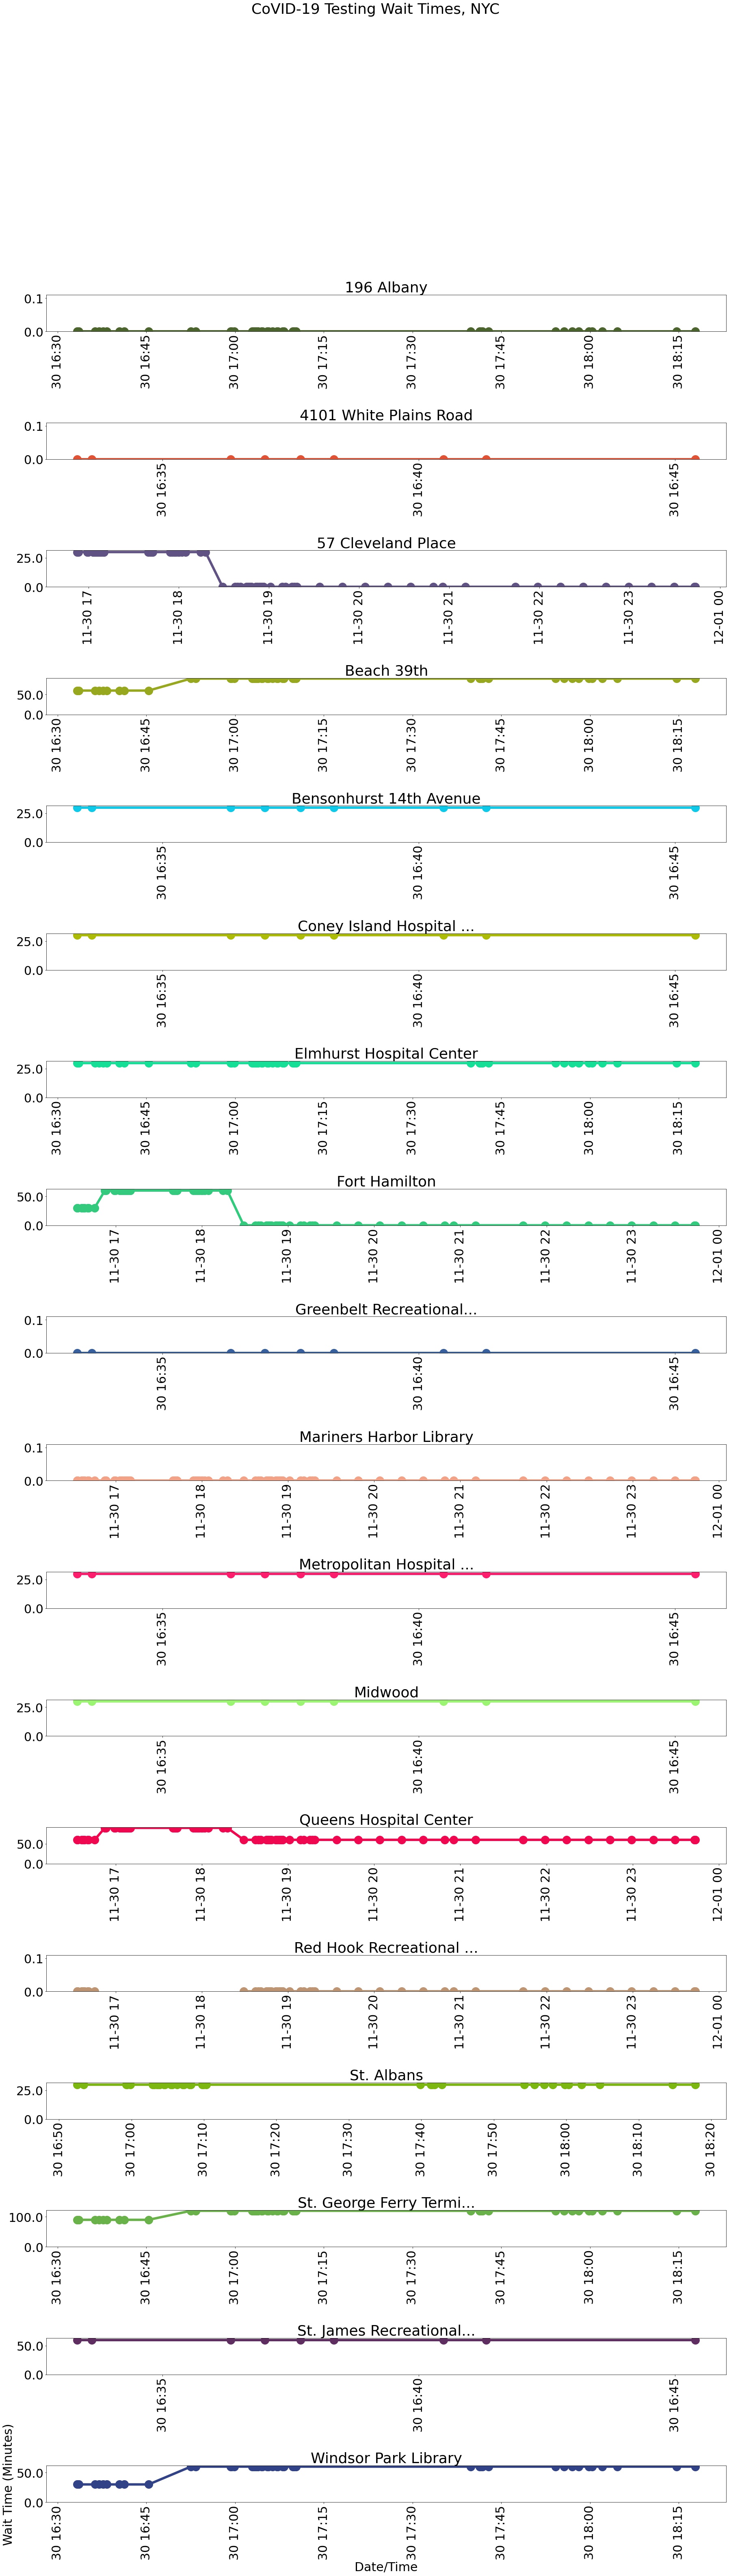 CoVID-19 Testing Wait Times, NYC
196 Albany
0.1
0.0
30 16:30 30 16:45 30 17:00 30 17:15 30 17:30 30 17:45 30 18:00 30 18:15
4101 White Plains Road
0.1
0.0
30 16:35 30 16:40 30 16:45
57 Cleveland Place
25.0
0.0
11-30 17 11-30 18 11-30 19 11-30 20 11-30 21 11-30 22 11-30 23 12-01 00
Beach 39th
50.0
0.0
30 16:30 30 16:45 30 17:00 30 17:15 30 17:30 30 17:45 30 18:00 30 18:15
Bensonhurst 14th Avenue
25.0
0.0
30 16:35 30 16:40 30 16:45
Coney Island Hospital ...
25.0
0.0
30 16:35 30 16:40 30 16:45
Elmhurst Hospital Center
25.0
0.0
30 16:30 30 16:45 30 17:00 30 17:15 30 17:30 30 17:45 30 18:00 30 18:15
Fort Hamilton
50.0
0.0
11-30 17 11-30 18 11-30 19 11-30 20 11-30 21 11-30 22 11-30 23 12-01 00
Greenbelt Recreational...
0.1
0.0
30 16:35 30 16:40 30 16:45
Mariners Harbor Library
0.1
0.0
11-30 17 11-30 18 11-30 19 11-30 20 11-30 21 11-30 22 11-30 23 12-01 00
Metropolitan Hospital ...
25.0
0.0
30 16:35 30 16:40 30 16:45
Midwood
25.0
0.0
30 16:35 30 16:40 30 16:45
Queens Hospital Center
50.0
0.0
11-30 17 11-30 18 11-30 19 11-30 20 11-30 21 11-30 22 11-30 23 12-01 00
Red Hook Recreational ...
0.1
0.0
11-30 17 11-30 18 11-30 19 11-30 20 11-30 21 11-30 22 11-30 23 12-01 00
St. Albans
25.0
0.0
30 16:50 30 17:00 30 17:10 30 17:20 30 17:30 30 17:40 30 17:50 30 18:00 30 18:10 30 18:20
St. George Ferry Termi...
100.0
0.0
30 16:30 30 16:45 30 17:00 30 17:15 30 17:30 30 17:45 30 18:00 30 18:15
St. James Recreational...
50.0
0.0
30 16:35 30 16:40 30 16:45
Windsor Park Library
50.0
0.0
30 16:30 30 16:45 30 17:00 30 17:15 30 17:30 30 17:45 30 18:00 30 18:15
Wait Time (Minutes)
Date/Time